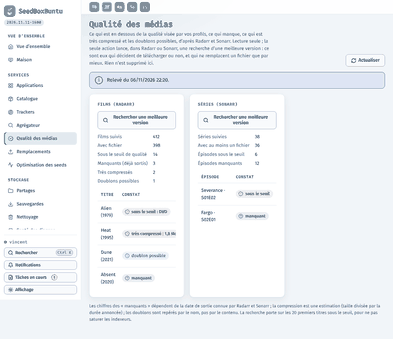 SeedBoxBuntu
2026.11.11-1500
VUE D'ENSEMBLE
Vue d'ensemble
Maison
SERVICES
Applications
Catalogue
Trackers
Agrégateur
Qualité des médias
Remplacements
Optimisation des seeds
STOCKAGE
Partages
Sauvegardes
Nettoyage
vincent
Rechercher
Ctrl K
Notifications
Tâches en cours
Affichage
Qualité des médias
Ce qui est en dessous de la qualité visée par vos profils, ce qui manque, ce qui est
très compressé et les doublons possibles, d'après Radarr et Sonarr. Lecture seule ; la
seule action lance, dans Radarr ou Sonarr, une recherche d'une meilleure version : ce
sont eux qui décident de télécharger ou non, et qui ne remplacent un fichier que par
mieux. Rien n'est supprimé ici.
Actualiser
Relevé du 06/11/2026 22:20.
FILMS (RADARR)
Rechercher une meilleure
version
Films suivis 412
Avec fichier 398
Sous le seuil de qualité 14
Manquants (déjà sortis) 3
Très compressés 2
Doublons possibles 1
TITRE CONSTAT
Alien
(1979)
sous le seuil : DVD
Heat
(1995)
très compressé : 1,8 Mb
Dune
(2021)
doublon possible
Absent
(2020)
manquant
SÉRIES (SONARR)
Rechercher une meilleure
version
Séries suivies 38
Avec au moins un fichier 36
Épisodes sous le seuil 6
Épisodes manquants 12
ÉPISODE CONSTAT
Severance ·
S01E02
sous le seuil
Fargo ·
S02E01
manquant
Les chiffres des « manquants » dépendent de la date de sortie connue par Radarr et Sonarr ; la compression est une estimation (taille divisée par la
durée annoncée) ; les doublons sont repérés par le nom, pas par le contenu. La recherche porte sur les 20 premiers titres sous le seuil, pour ne pas
saturer les indexeurs.